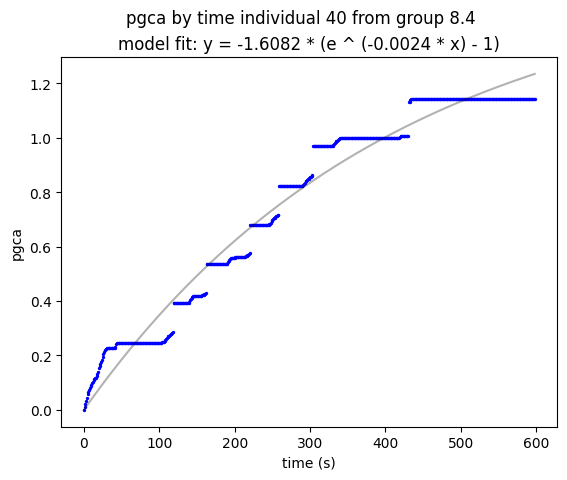 pgca by time individual 40 from group 8.4
model fit: y = -1.6082 * (e ^ (-0.0024 * x) - 1)
1.2
1.0
0.8
0.6
0.4
0.2
0.0
pgca
0 100 200 300 400 500 600
time (s)